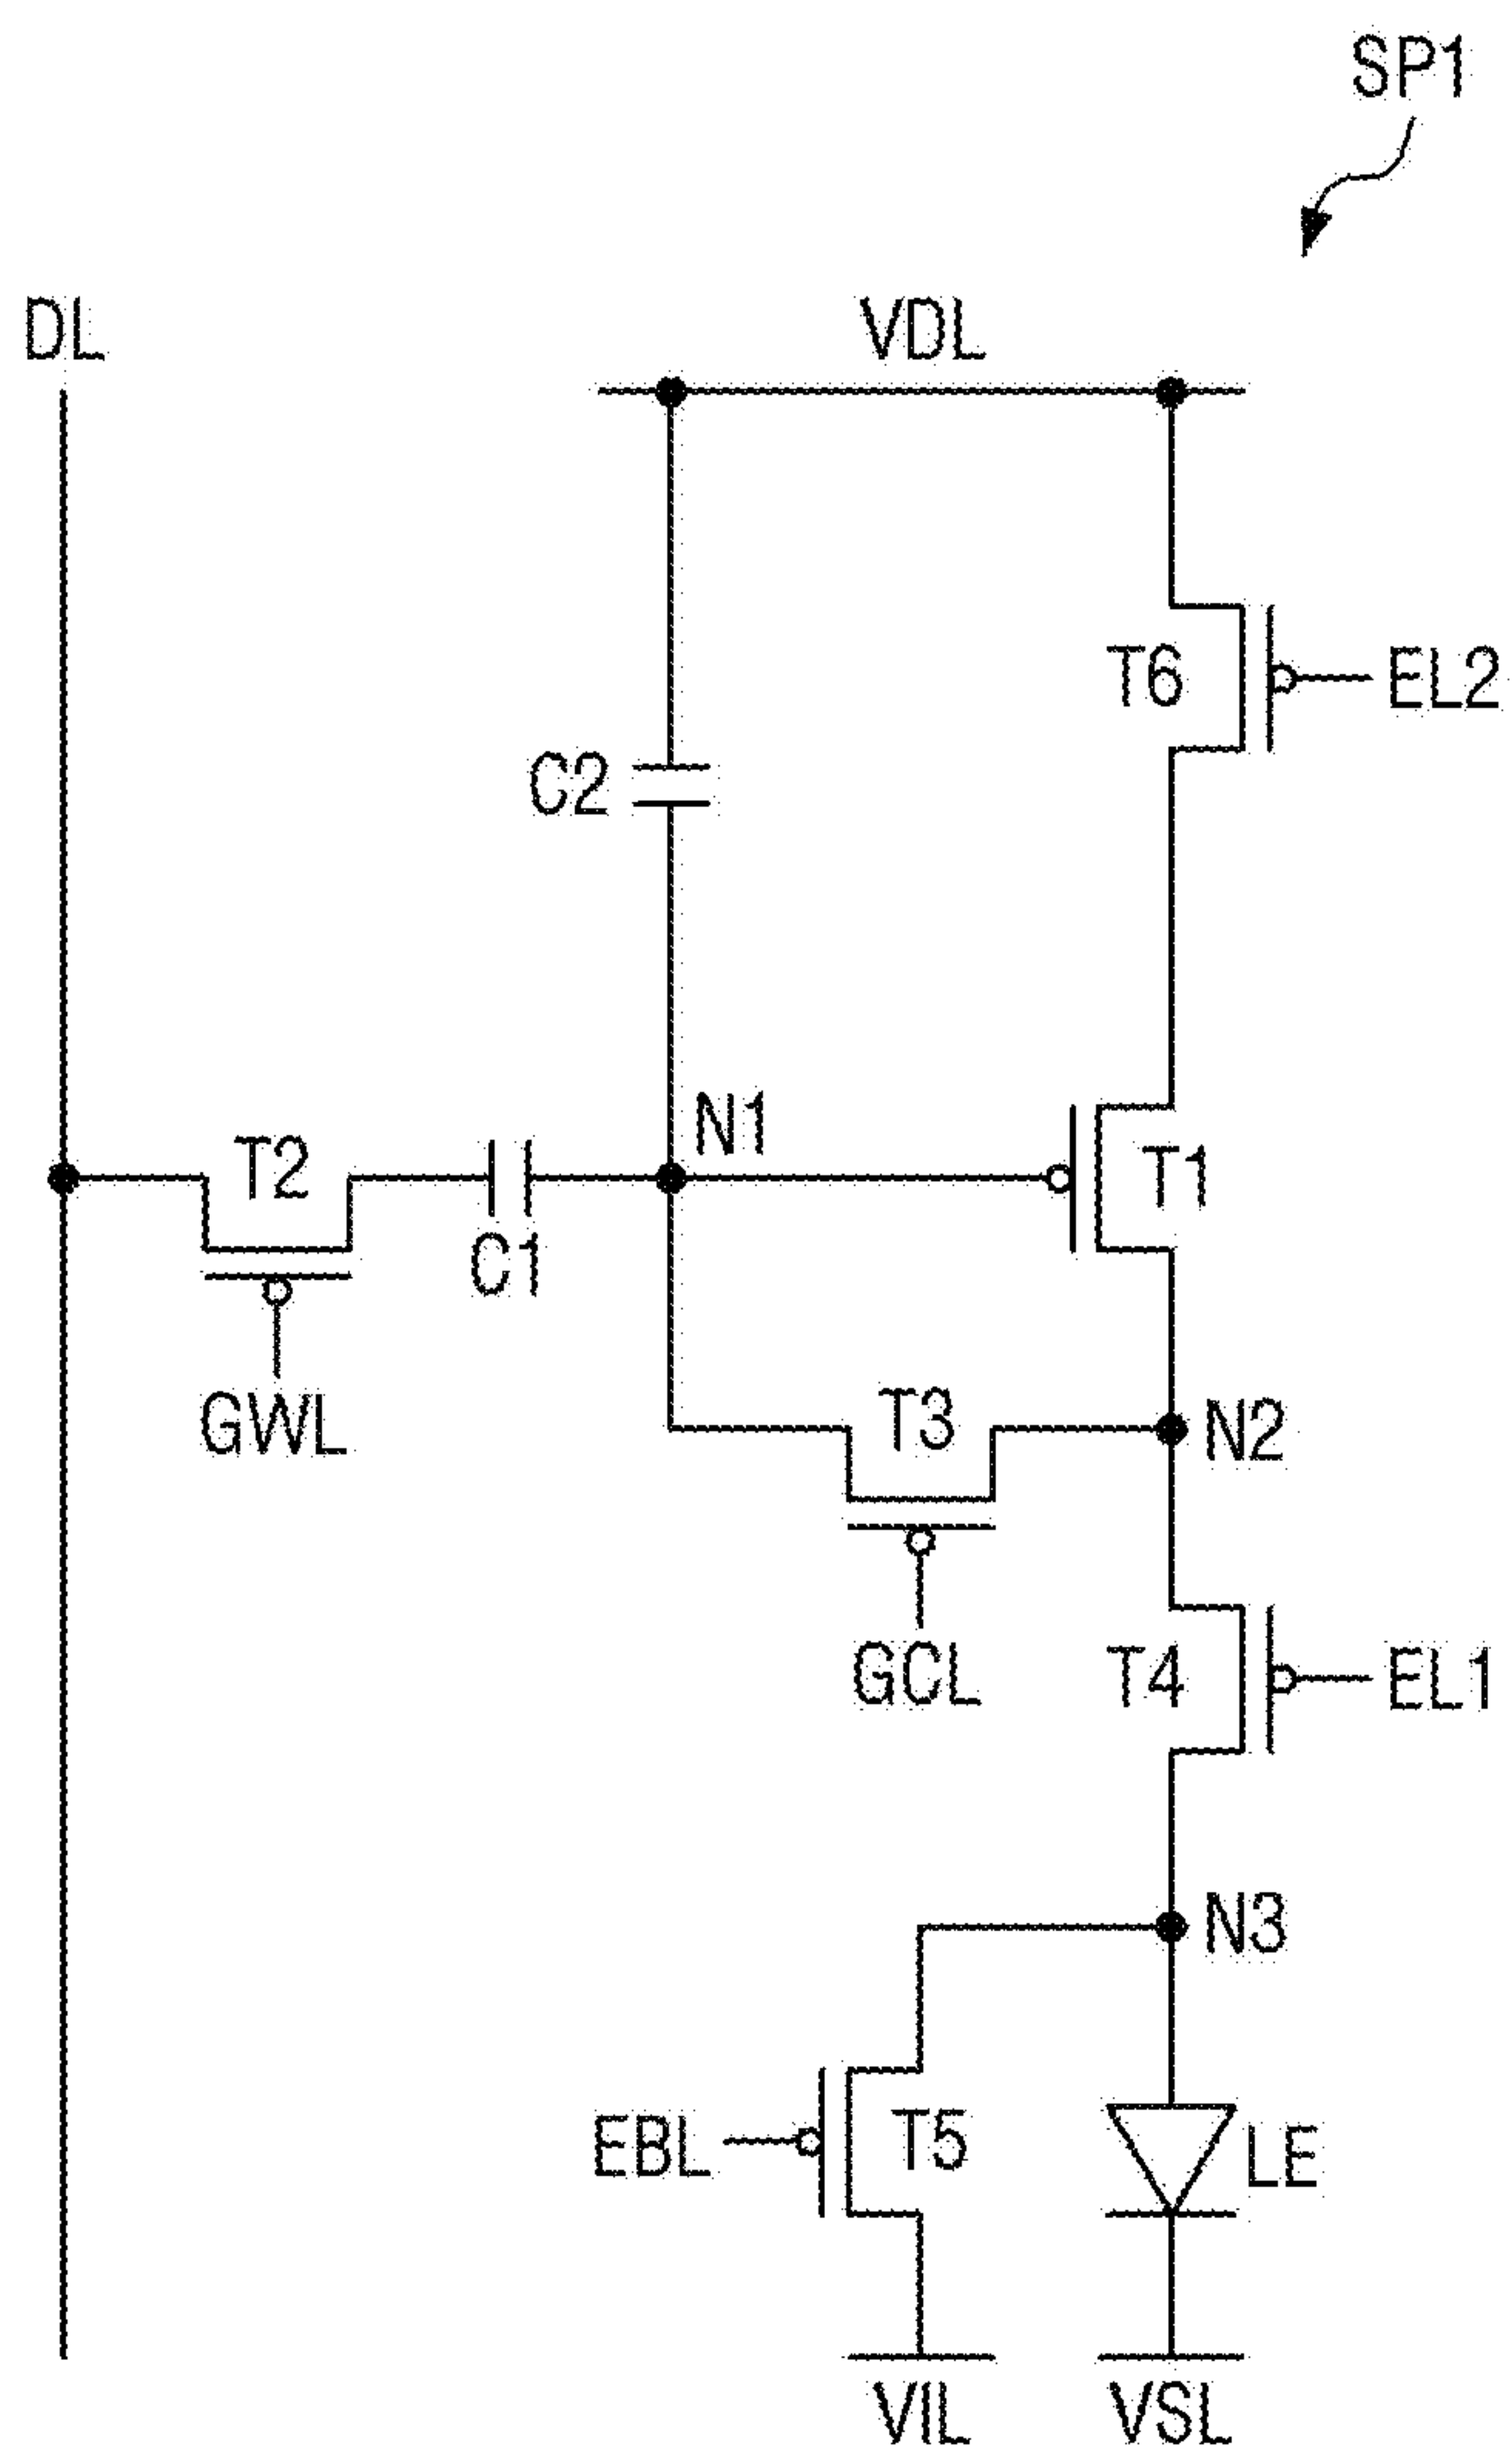 SP1
DL
VDL
T6
EL2
C2
N1
T2
T1
C1
GWL
T3
N2
GCL
T4
EL1
N3
EBL
T5
LE
VIL
VSL